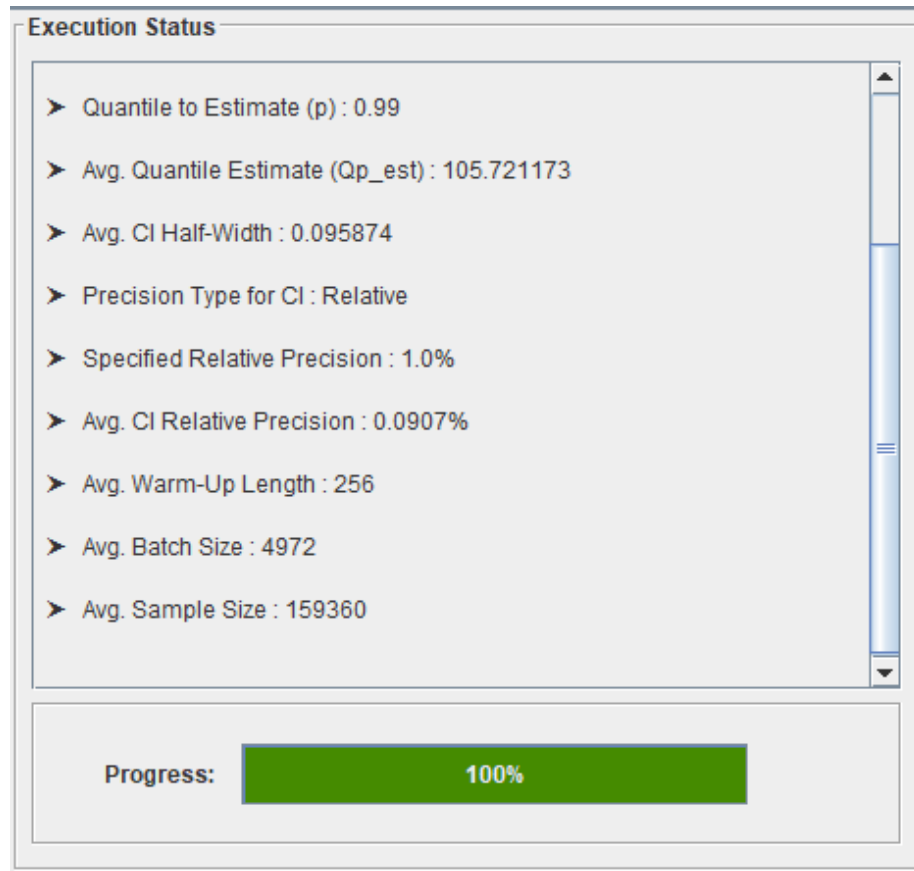 Execution Status
➤ Quantile to Estimate (p) : 0.99
➤ Avg. Quantile Estimate (Qp_est) : 105.721173
➤ Avg. CI Half-Width : 0.095874
➤ Precision Type for CI : Relative
➤ Specified Relative Precision : 1.0%
➤ Avg. CI Relative Precision : 0.0907%
➤ Avg. Warm-Up Length : 256
➤ Avg. Batch Size : 4972
➤ Avg. Sample Size : 159360
Progress: 100%